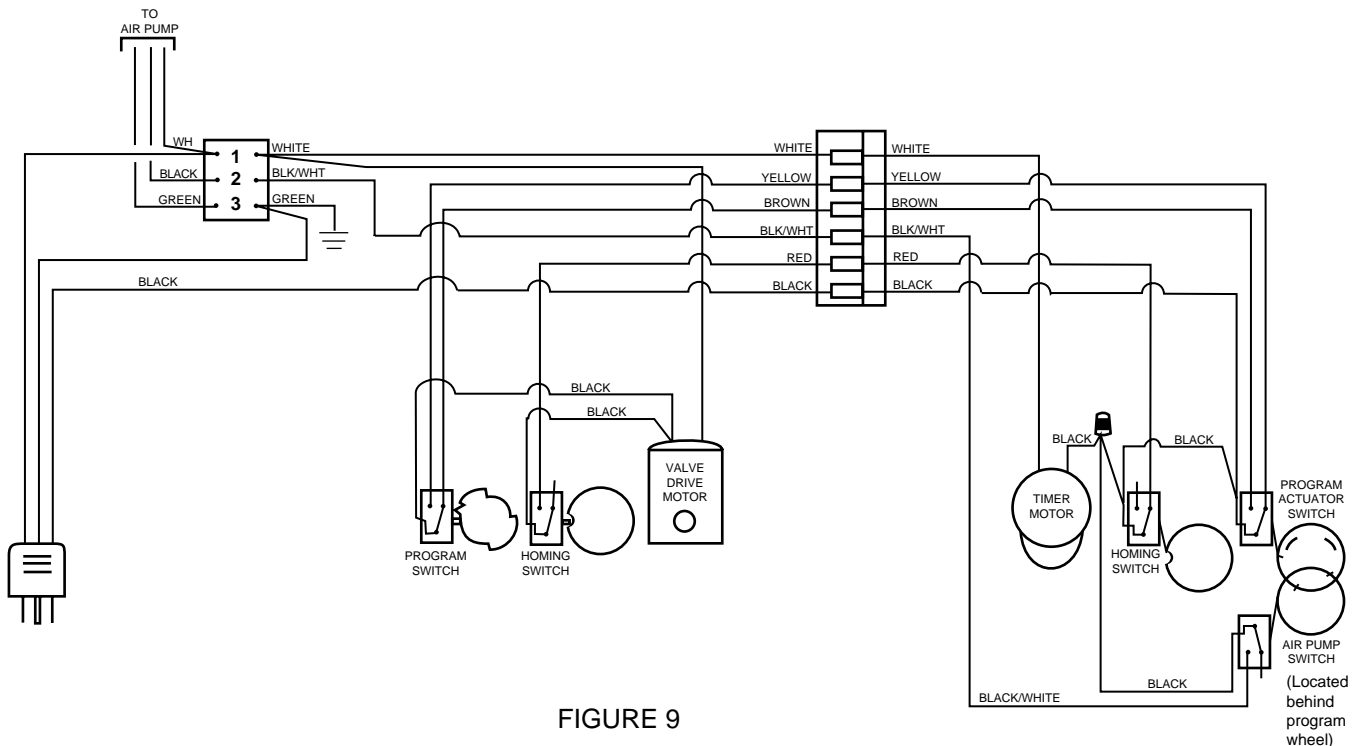 TO
AIR PUMP
WH
1
WHITE
BLACK
2
BLK/WHT
GREEN
3
GREEN
BLACK
WHITE
WHITE
YELLOW
YELLOW
BROWN
BROWN
BLK/WHT
BLK/WHT
RED
RED
BLACK
BLACK
BLACK
BLACK
VALVE
DRIVE
MOTOR
PROGRAM
SWITCH
HOMING
SWITCH
BLACK
BLACK
TIMER
MOTOR
HOMING
SWITCH
PROGRAM
ACTUATOR
SWITCH
AIR PUMP
SWITCH
(Located
behind
program
wheel)
BLACK
BLACK/WHITE
FIGURE 9